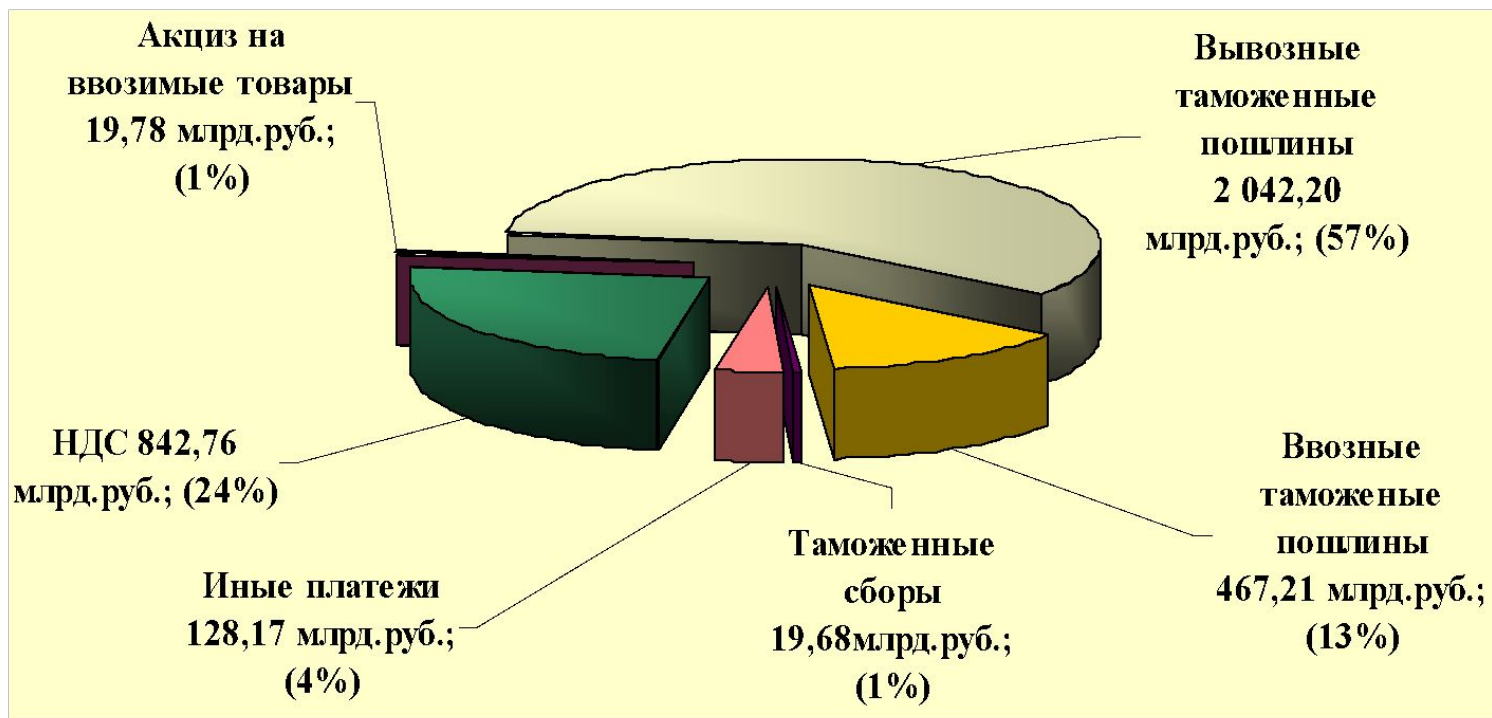 Акциз на
ввозимые товары
19,78 млрд.руб.;
(1%)
Вывозные
таможенные
пошлины
2 042,20
млрд.руб.; (57%)
НДС 842,76
млрд.руб.; (24%)
Иные платежи
128,17 млрд.руб.;
(4%)
Таможенные
сборы
19,68млрд.руб.;
(1%)
Ввозные
таможеные
пошлины
467,21 млрд.руб.;
(13%)